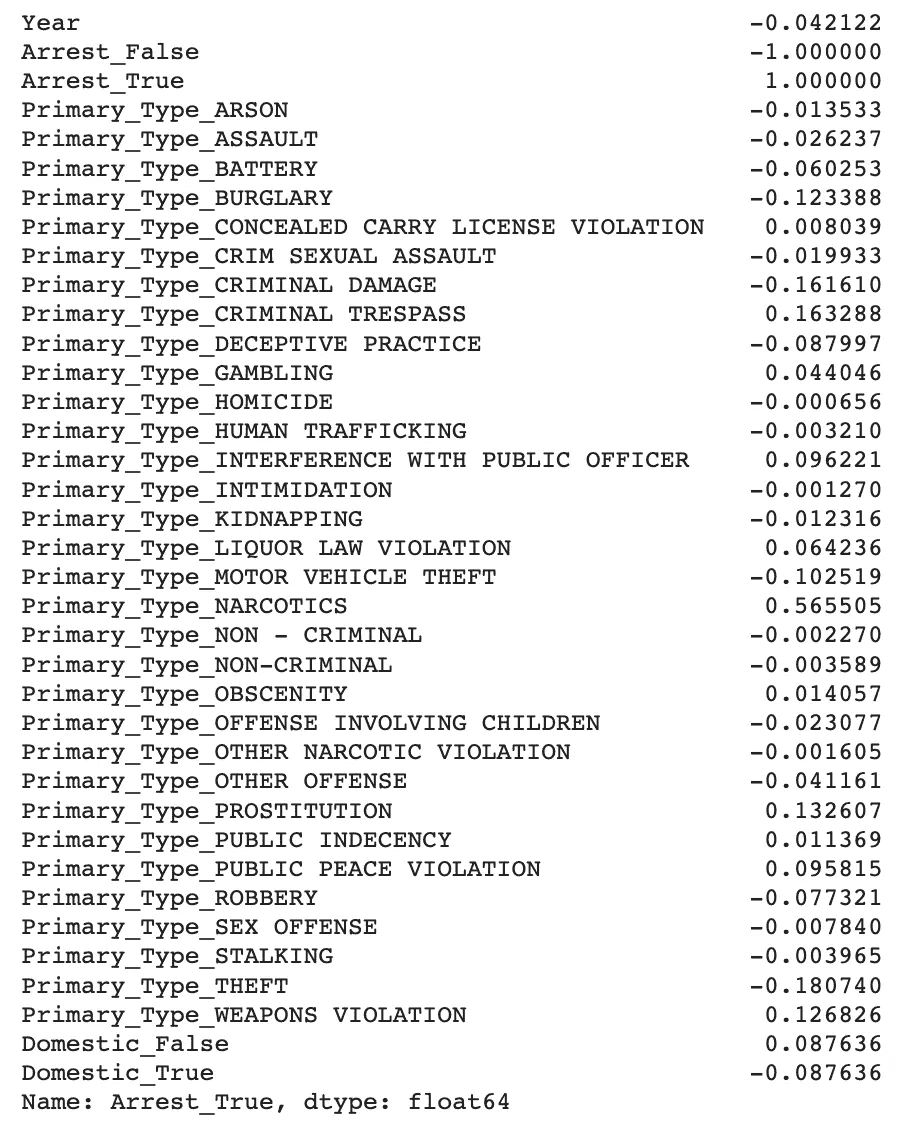 Year -0.042122
Arrest_False -1.000000
Arrest_True 1.000000
Primary_Type_ARSON -0.013533
Primary_Type_ASSAULT -0.026237
Primary_Type_BATTERY -0.060253
Primary_Type_BURGLARY -0.123388
Primary_Type_CONCEALED CARRY LICENSE VIOLATION 0.008039
Primary_Type_CRIM SEXUAL ASSAULT -0.019933
Primary_Type_CRIMINAL DAMAGE -0.161610
Primary_Type_CRIMINAL TRESPASS 0.163288
Primary_Type_DECEPTIVE PRACTICE -0.087997
Primary_Type_GAMBLING 0.044046
Primary_Type_HOMICIDE -0.000656
Primary_Type_HUMAN TRAFFICKING -0.003210
Primary_Type_INTERFERENCE WITH PUBLIC OFFICER 0.096221
Primary_Type_INTIMIDATION -0.001270
Primary_Type_KIDNAPPING -0.012316
Primary_Type_LIQUOR LAW VIOLATION 0.064236
Primary_Type_MOTOR VEHICLE THEFT -0.102519
Primary_Type_NARCOTICS 0.565505
Primary_Type_NON - CRIMINAL -0.002270
Primary_Type_NON-CRIMINAL -0.003589
Primary_Type_OBSCENITY 0.014057
Primary_Type_OFFENSE INVOLVING CHILDREN -0.023077
Primary_Type_OTHER NARCOTIC VIOLATION -0.001605
Primary_Type_OTHER OFFENSE -0.041161
Primary_Type_PROSTITUTION 0.132607
Primary_Type_PUBLIC INDECENCY 0.011369
Primary_Type_PUBLIC PEACE VIOLATION 0.095815
Primary_Type_ROBBERY -0.077321
Primary_Type_SEX OFFENSE -0.007840
Primary_Type_STALKING -0.003965
Primary_Type_THEFT -0.180740
Primary_Type_WEAPONS VIOLATION 0.126826
Domestic_False 0.087636
Domestic_True -0.087636
Name: Arrest_True, dtype: float64